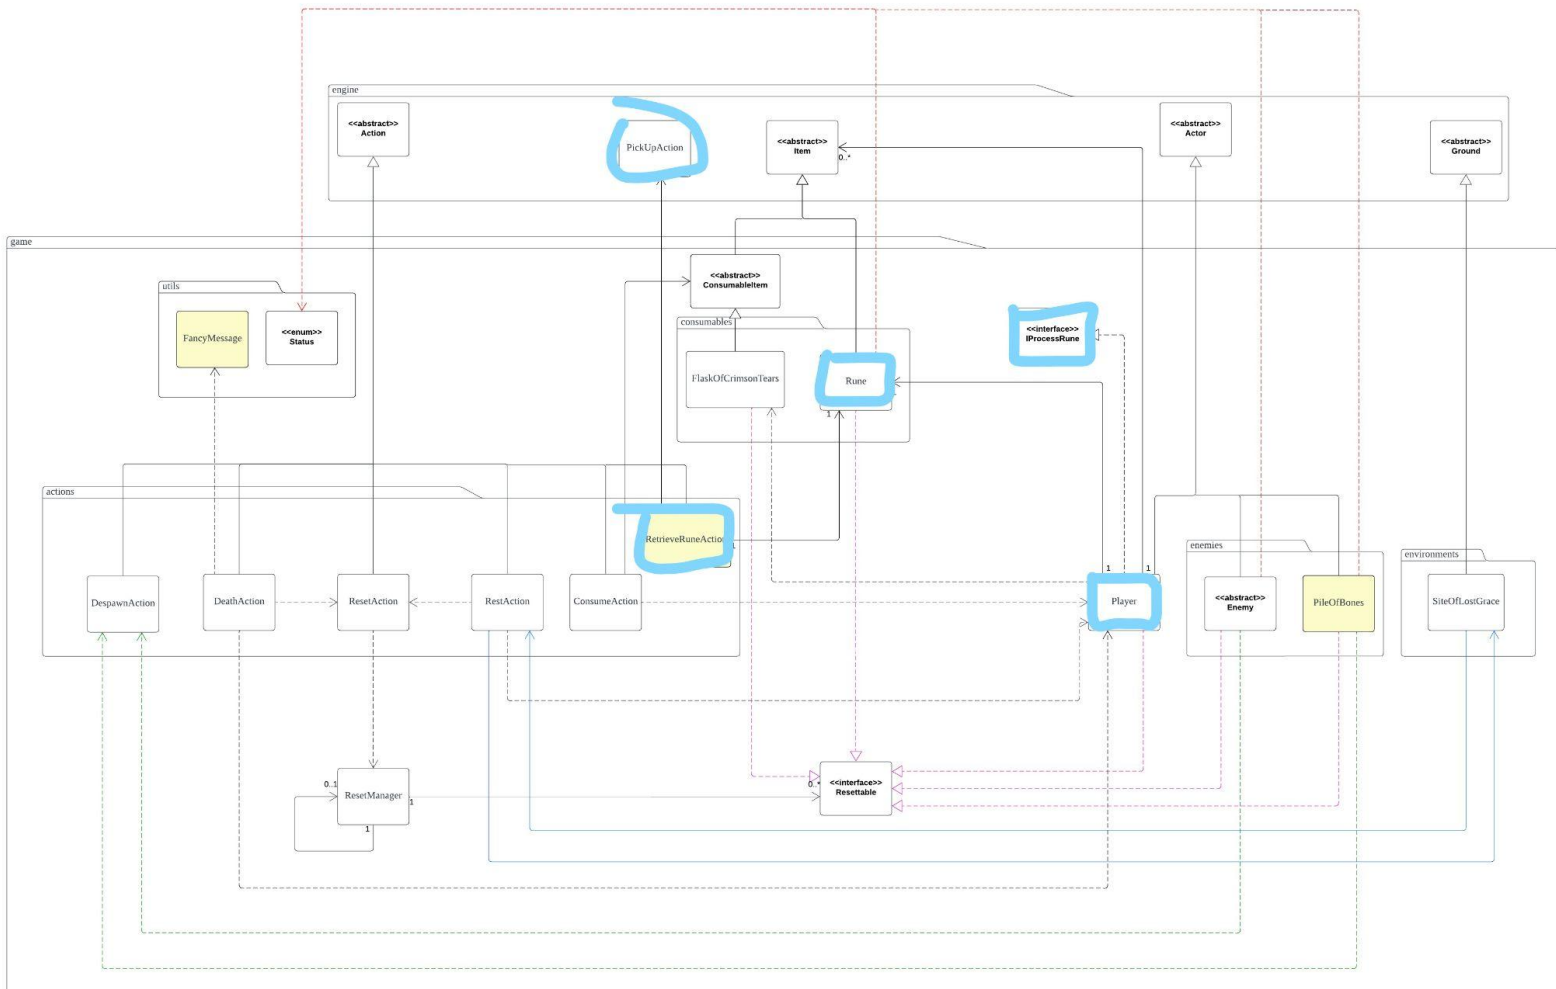 engine
<<abstract>>
Action
PickUpAction
<<abstract>>
Item
0..*
<<abstract>>
Actor
<<abstract>>
Ground
game
utils
FancyMessage
<<enum>>
Status
<<abstract>>
ConsumableItem
consumables
FlaskOfCrimsonTears
Rune
1
<<interface>>
IProcessRune
actions
RetrieveRuneAction
1
DespawnAction
DeathAction
ResetAction
RestAction
ConsumeAction
1
1
Player
enemies
<<abstract>>
Enemy
PileOfBones
environments
SiteOfLostGrace
0..1
ResetManager
1
1
0..*
<<interface>>
Resettable